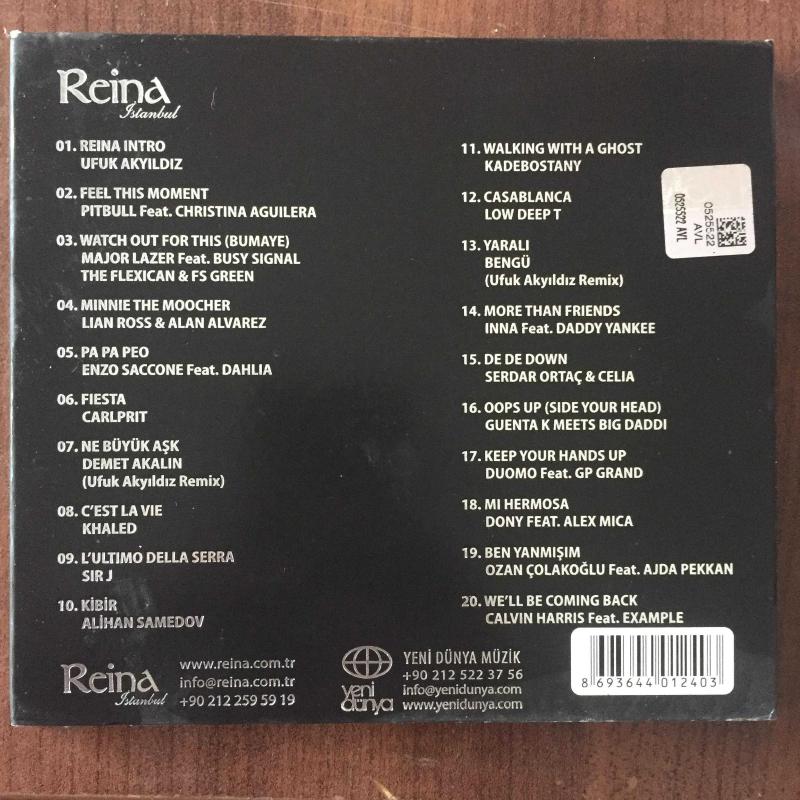 Reina
Istanbul
01. REINA INTRO
UFUK AKYILDIZ
02. FEEL THIS MOMENT
PITBULL Feat. CHRISTINA AGUILERA
03. WATCH OUT FOR THIS (BUMAYE)
MAJOR LAZER Feat. BUSY SIGNAL
THE FLEXICAN & FS GREEN
04. MINNIE THE MOOCHER
LIAN ROSS & ALAN ALVAREZ
05. PA PA PEO
ENZO SACCONE Feat. DAHLIA
06. FIESTA
CARLPRIT
07. NE BÜYÜK AŞK
DEMET AKALIN
(Ufuk Akyıldız Remix)
08. C'EST LA VIE
KHALED
09. L'ULTIMO DELLA SERRA
SIR J
10. KİBİR
ALİHAN SAMEDOV
11. WALKING WITH A GHOST
KADEBOSTANY
12. CASABLANCA
LOW DEEP T
13. YARALI
BENGÜ
(Ufuk Akyıldız Remix)
14. MORE THAN FRIENDS
INNA Feat. DADDY YANKEE
15. DE DE DOWN
SERDAR ORTAÇ & CELIA
16. OOPS UP (SIDE YOUR HEAD)
GUENTA K MEETS BIG DADDI
17. KEEP YOUR HANDS UP
DUOMO Feat. GP GRAND
18. MI HERMOSA
DONY FEAT. ALEX MICA
19. BEN YANMIŞIM
OZAN ÇOLAKOĞLU Feat. AJDA PEKKAN
20. WE'LL BE COMING BACK
CALVIN HARRIS Feat. EXAMPLE
0525522
AVL
0525522 AVL
Reina
Istanbul
www.reina.com.tr
info@reina.com.tr
+90 212 259 59 19
yeni
dünya
YENİ DÜNYA MÜZİK
+90 212 522 37 56
info@yenidunya.com
www.yenidunya.com
8 693644 012403